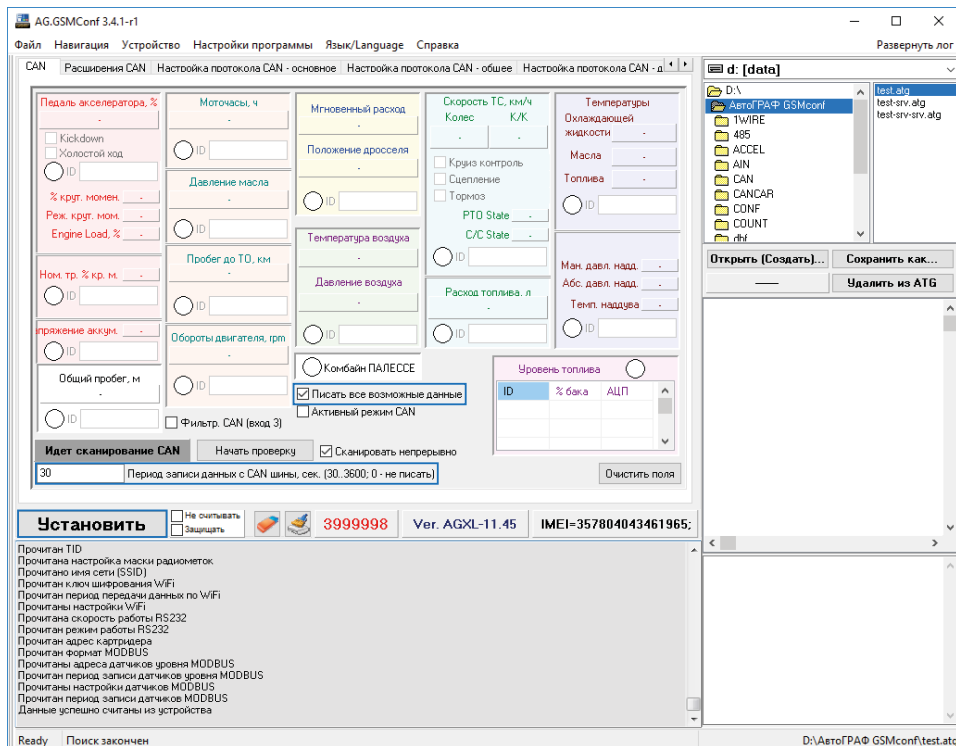 AG.GSMConf 3.4.1-r1
Файл Навигация Устройство Настройки программы Язык/Language Справка Развернуть лог
CAN Расширения CAN Настройка протокола CAN - основное Настройка протокола CAN - общее Настройка протокола CAN - д
Педаль акселератора, %
-
Kickdown
Холостой ход
ID
% крут. момен. -
Реж. крут. мом. -
Engine Load, % -
Ном. тр. % кр. м. -
ID
пряжение аккум. -
ID
Общий пробег, м
-
ID
Моточасы, ч
-
ID
Давление масла
-
Пробег до ТО, км
-
ID
Обороты двигателя, rpm
-
ID
Фильтр. CAN (вход 3)
Мгновенный расход
-
Положение дросселя
-
ID
Температура воздуха
-
Давление воздуха
-
ID
Комбайн ПАЛЕССЕ
Писать все возможные данные
Активный режим CAN
Скорость ТС, км/ч
Колес К/К
- -
Круиз контроль
Сцепление
Тормоз
PTO State -
C/C State -
ID
Расход топлива. л
-
ID
Температуры
Охлаждающей
жидкости -
Масла -
Топлива -
ID
Ман. давл. надд. -
Абс. давл. надд. -
Темп. наддува -
ID
Уровень топлива
ID % бака АЦП
Идет сканирование CAN Начать проверку Сканировать непрерывно
30 Период записи данных с CAN шины, сек. (30..3600; 0 - не писать) Очистить поля
Установить Не считывать
Защищать
3999998 Ver. AGXL-11.45 IMEI=357804043461965;
Прочитан TID
Прочитана настройка маски радиометок
Прочитано имя сети (SSID)
Прочитан ключ шифрования WiFi
Прочитан период передачи данных по WiFi
Прочитаны настройки WiFi
Прочитана скорость работы RS232
Прочитан режим работы RS232
Прочитан адрес картридера
Прочитан формат MODBUS
Прочитаны адреса датчиков уровня MODBUS
Прочитан период записи датчиков уровня MODBUS
Прочитаны настройки датчиков MODBUS
Прочитан период записи датчиков MODBUS
Данные успешно считаны из устройства
d: [data]
D:\
АвтоГРАФ GSMconf
1WIRE
485
ACCEL
AIN
CAN
CANCAR
CONF
COUNT
dbf
test.atg
test-srv.atg
test-srv-srv.atg
Открыть (Создать)... Сохранить как...
Удалить из ATG
Ready Поиск закончен D:\АвтоГРАФ GSMconf\test.atg